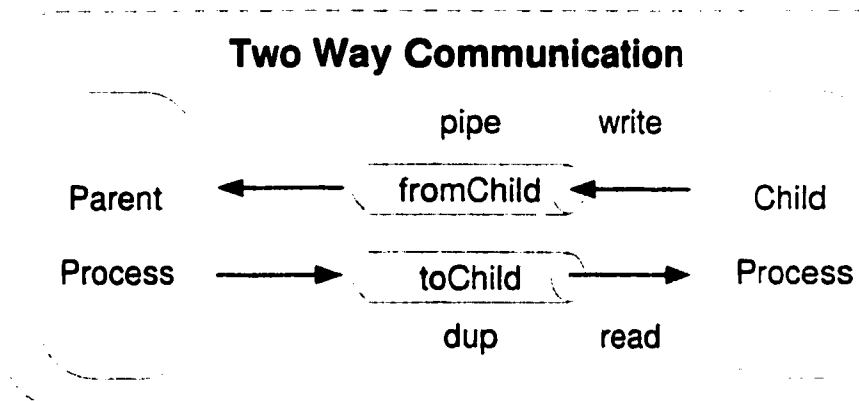 Two Way Communication
pipe write
Parent fromChild Child
Process toChild Process
dup read